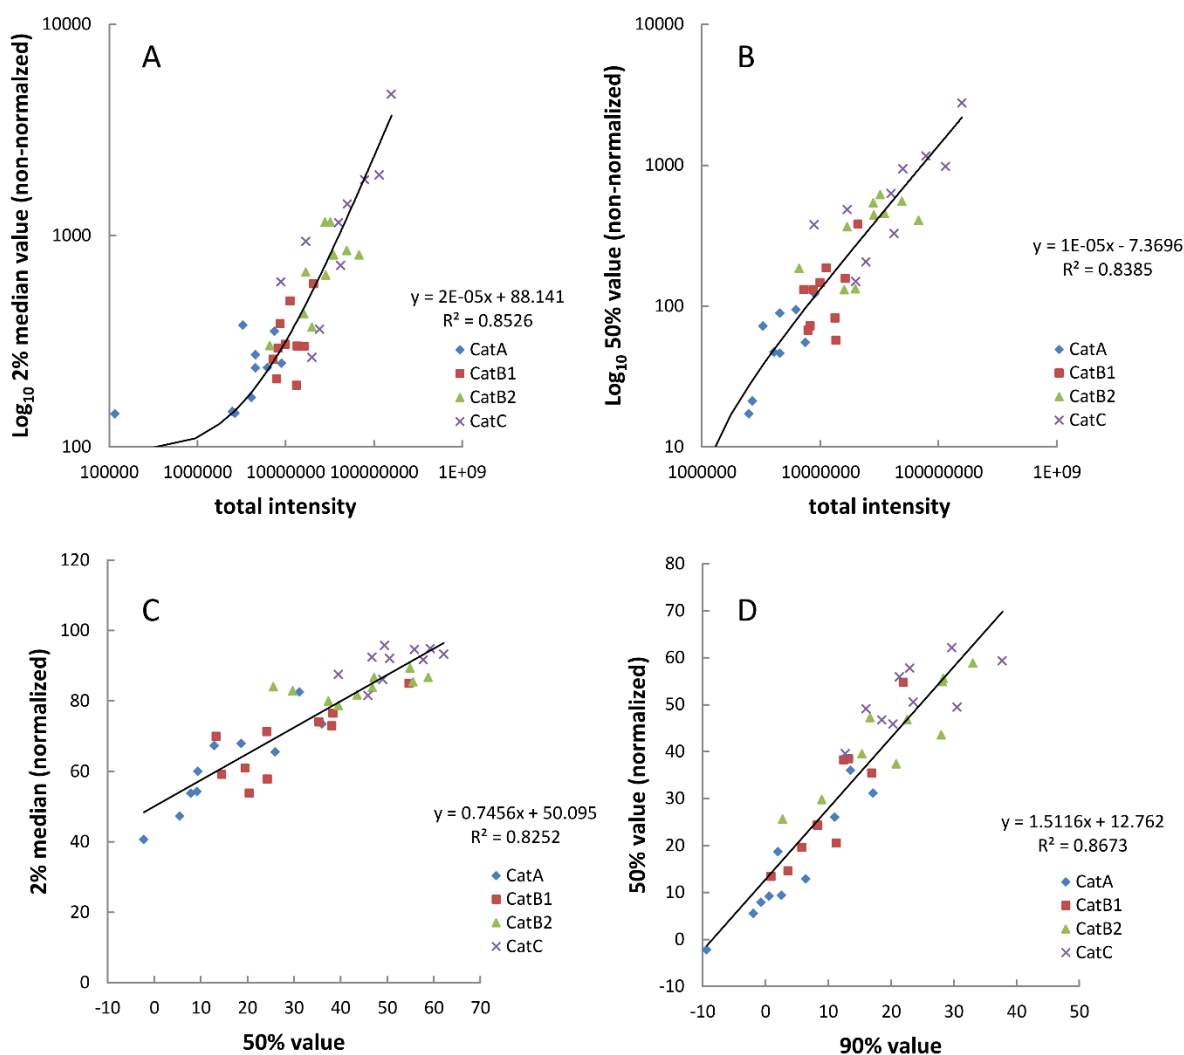 A
Log10 2% median value (non-normalized)
10000
1000
100
100000 1000000 10000000 100000000 1E+09
total intensity
y = 2E-05x + 88.141
R² = 0.8526
CatA
CatB1
CatB2
CatC
B
Log10 50% value (non-normalized)
10000
1000
100
10
1000000 10000000 100000000 1E+09
total intensity
y = 1E-05x - 7.3696
R² = 0.8385
CatA
CatB1
CatB2
CatC
C
2% median (normalized)
120
100
80
60
40
20
0
-10 0 10 20 30 40 50 60 70
50% value
y = 0.7456x + 50.095
R² = 0.8252
CatA
CatB1
CatB2
CatC
D
50% value (normalized)
80
70
60
50
40
30
20
10
0
-10
-10 0 10 20 30 40 50
90% value
y = 1.5116x + 12.762
R² = 0.8673
CatA
CatB1
CatB2
CatC